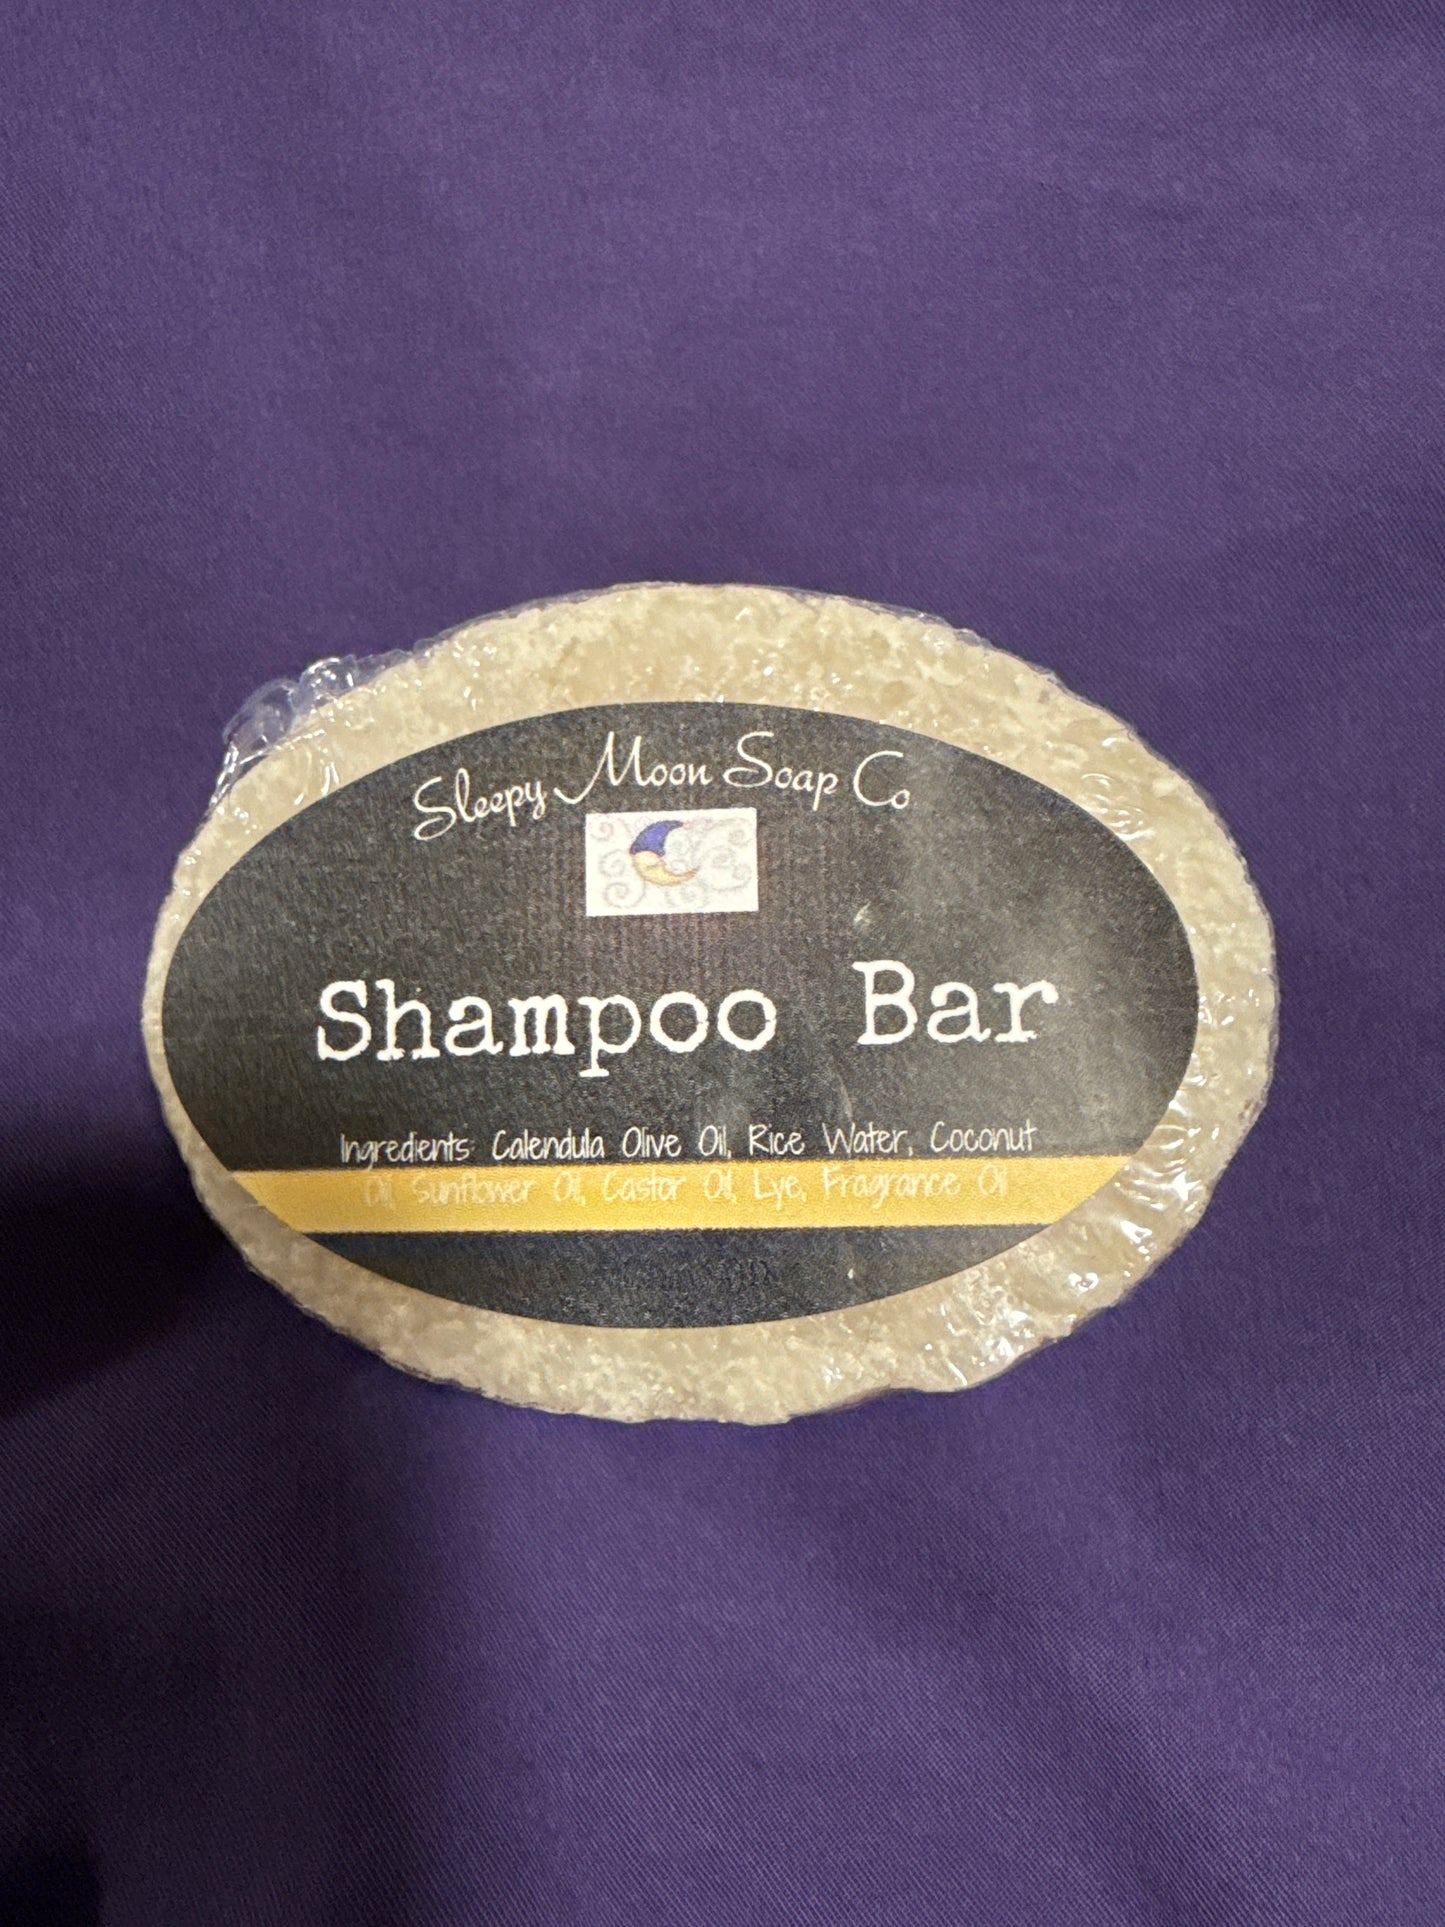 Sleepy Moon Soap Co
Shampoo Bar
Ingredients: Calendula Olive Oil, Rice Water, Coconut
Oil, Sunflower Oil, Castor Oil, Lye, Fragrance Oil